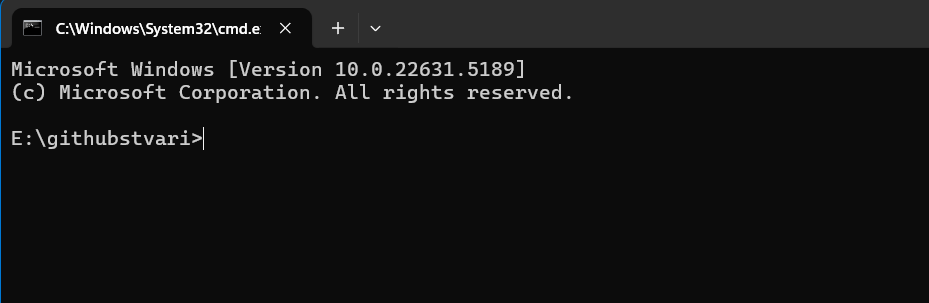 C:\Windows\System32\cmd.e
Microsoft Windows [Version 10.0.22631.5189]
(c) Microsoft Corporation. All rights reserved.
E:\githubstvari>